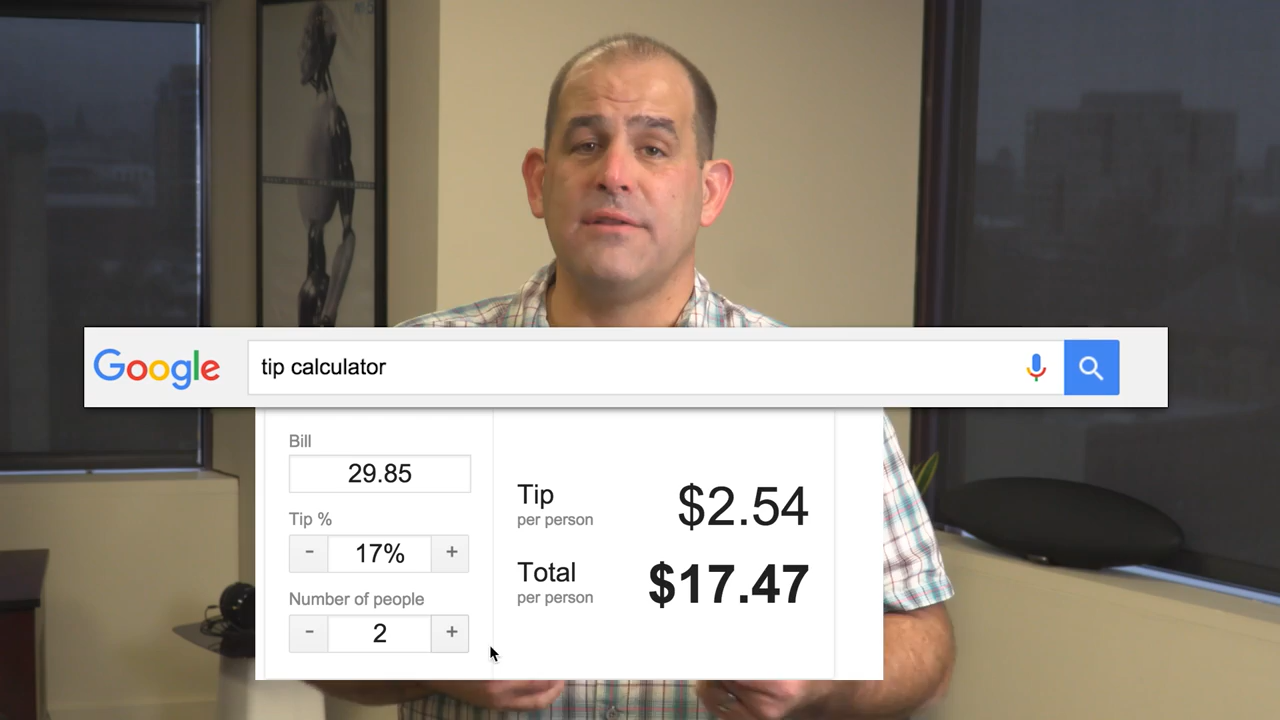 Google
tip calculator
Bill
29.85
Tip %
- 17% +
Number of people
- 2 +
Tip
per person
$2.54
Total
per person
$17.47